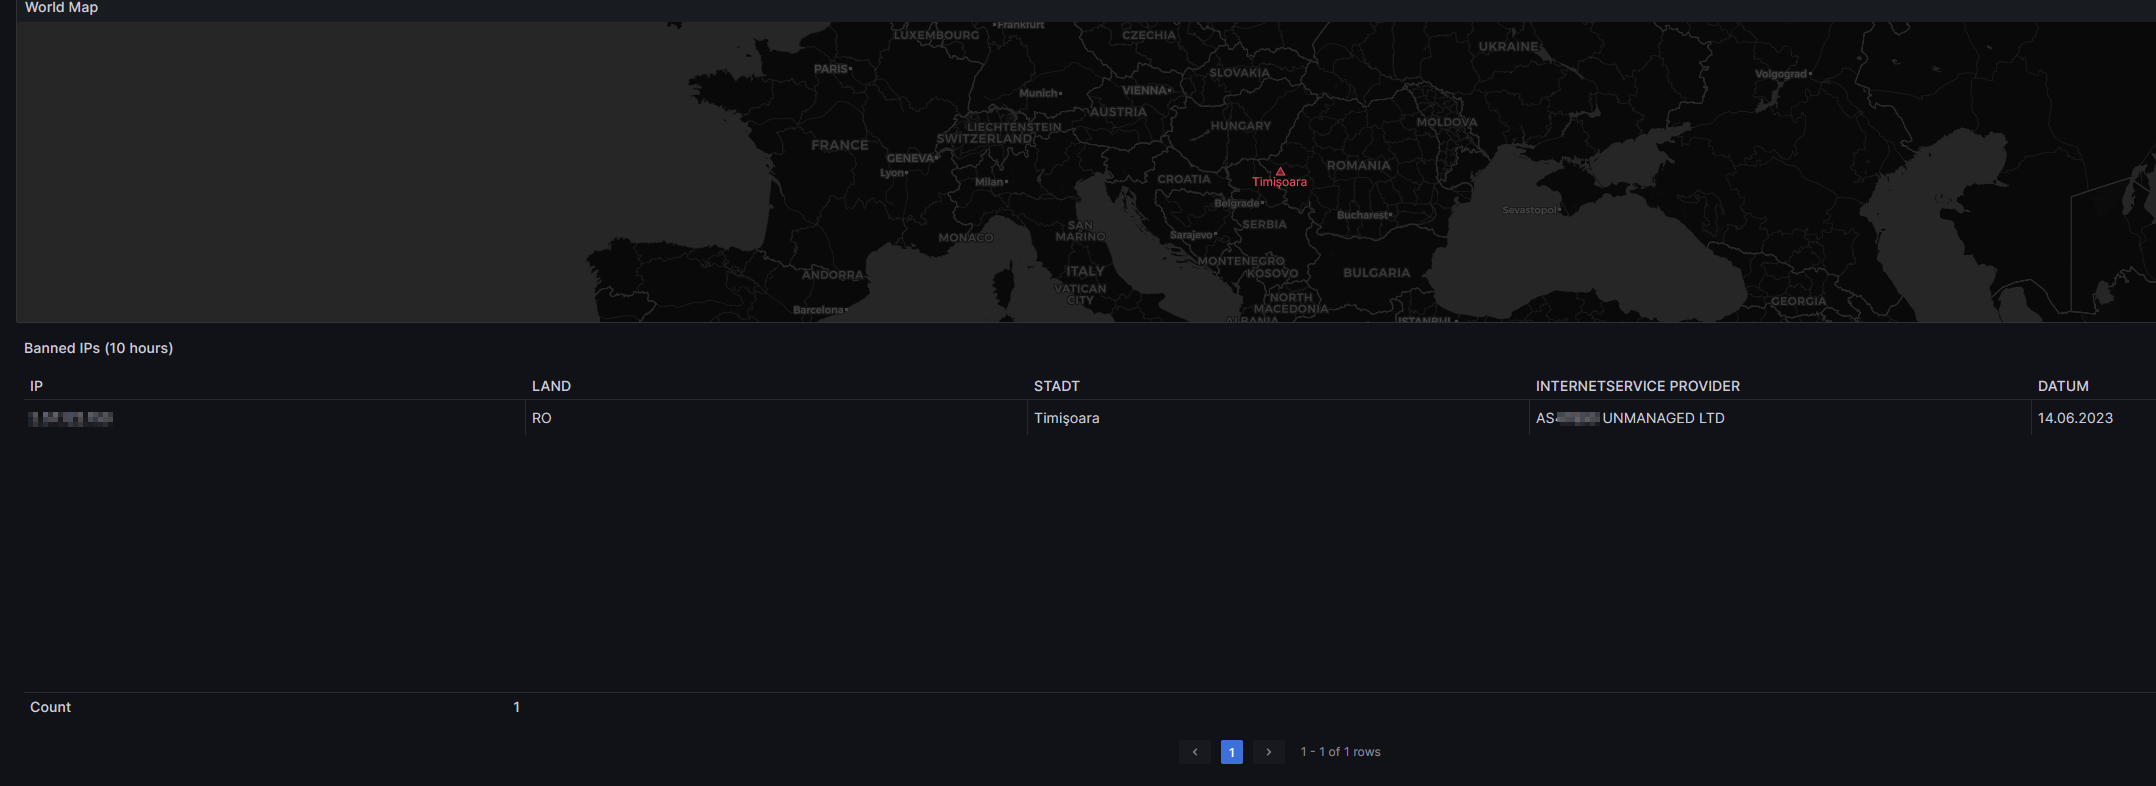 World Map
Frankfurt
LUXEMBOURG
CZECHIA
UKRAINE
PARIS
SLOVAKIA
Volgograd
Munich
VIENNA
AUSTRIA
LIECHTENSTEIN
HUNGARY
MOLDOVA
SWITZERLAND
FRANCE
GENEVA
ROMANIA
Lyon
Milan
CROATIA
Timișoara
Belgrade
Sevastopol
Bucharest
SAN
MARINO
SERBIA
MONACO
Sarajevo
MONTENEGRO
ANDORRA
ITALY
KOSOVO
BULGARIA
VATICAN
CITY
NORTH
MACEDONIA
GEORGIA
Barcelona
ALBANIA
ISTANBUL
Banned IPs (10 hours)
IP LAND STADT INTERNETSERVICE PROVIDER DATUM
RO Timişoara AS UNMANAGED LTD 14.06.2023
Count 1
‹ 1 › 1 - 1 of 1 rows